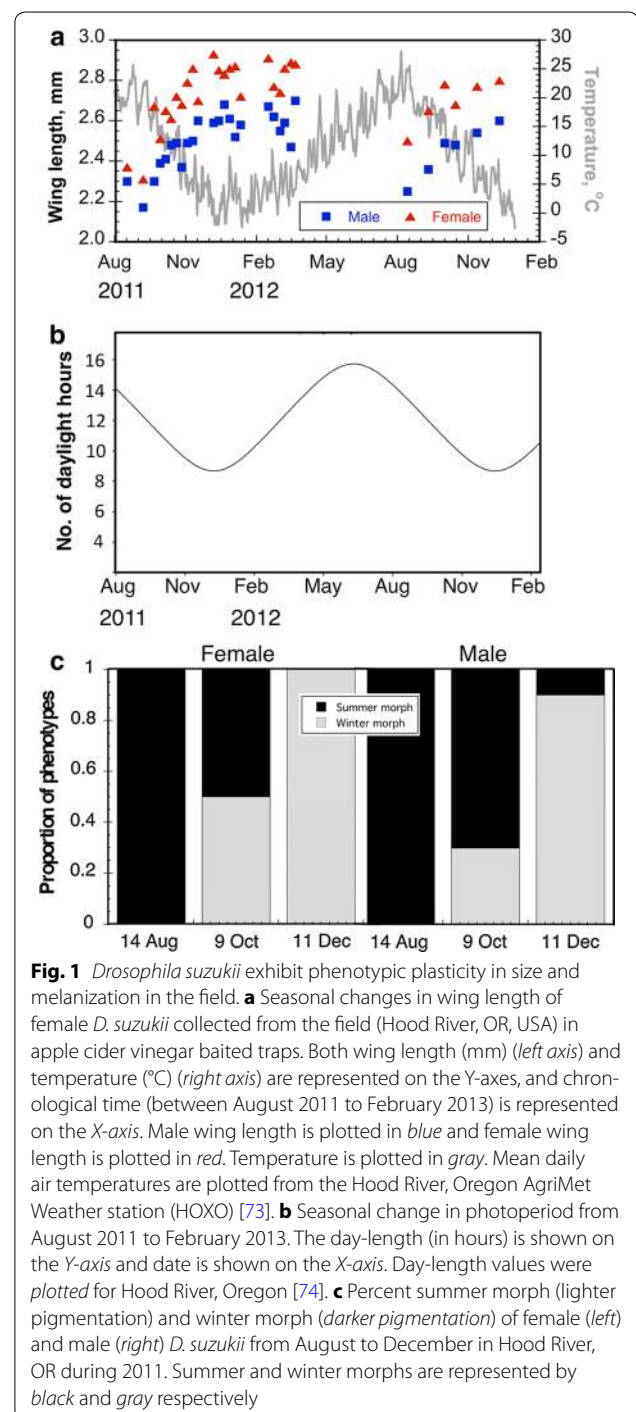 a
3.0
2.8
2.6
2.4
2.2
2.0
Wing length, mm
30
25
20
15
10
5
0
-5
Temperature, °C
Male
Female
Aug Nov Feb May Aug Nov Feb
2011 2012
b
16
14
12
10
8
6
4
No. of daylight hours
Aug Nov Feb May Aug Nov Feb
2011 2012
c
Female Male
1
0.8
0.6
0.4
0.2
0
Proportion of phenotypes
Summer morph
Winter morph
14 Aug 9 Oct 11 Dec 14 Aug 9 Oct 11 Dec
Fig. 1 Drosophila suzukii exhibit phenotypic plasticity in size and
melanization in the field. a Seasonal changes in wing length of
female D. suzukii collected from the field (Hood River, OR, USA) in
apple cider vinegar baited traps. Both wing length (mm) (left axis) and
temperature (°C) (right axis) are represented on the Y-axes, and chron-
ological time (between August 2011 to February 2013) is represented
on the X-axis. Male wing length is plotted in blue and female wing
length is plotted in red. Temperature is plotted in gray. Mean daily
air temperatures are plotted from the Hood River, Oregon AgriMet
Weather station (HOXO) [73]. b Seasonal change in photoperiod from
August 2011 to February 2013. The day-length (in hours) is shown on
the Y-axis and date is shown on the X-axis. Day-length values were
plotted for Hood River, Oregon [74]. c Percent summer morph (lighter
pigmentation) and winter morph (darker pigmentation) of female (left)
and male (right) D. suzukii from August to December in Hood River,
OR during 2011. Summer and winter morphs are represented by
black and gray respectively